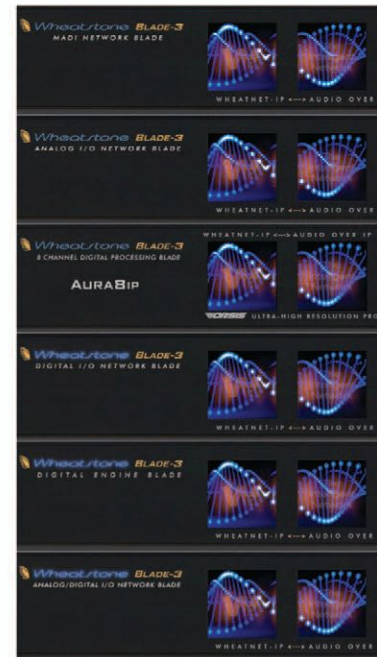 Wheatstone BLADE-3
MADI NETWORK BLADE
WHEATNET-IP <---> AUDIO OVER
Wheatstone BLADE-3
ANALOG I/O NETWORK BLADE
WHEATNET-IP <---> AUDIO OVER
WHEATNET-IP <---> AUDIO OVER IP
Wheatstone BLADE-3
8 CHANNEL DIGITAL PROCESSING BLADE
AURA8IP
VORSIS ULTRA-HIGH RESOLUTION PRO
Wheatstone BLADE-3
DIGITAL I/O NETWORK BLADE
WHEATNET-IP <---> AUDIO OVER
Wheatstone BLADE-3
DIGITAL ENGINE BLADE
WHEATNET-IP <---> AUDIO OVER
Wheatstone BLADE-3
ANALOG/DIGITAL I/O NETWORK BLADE
WHEATNET-IP <---> AUDIO OVER